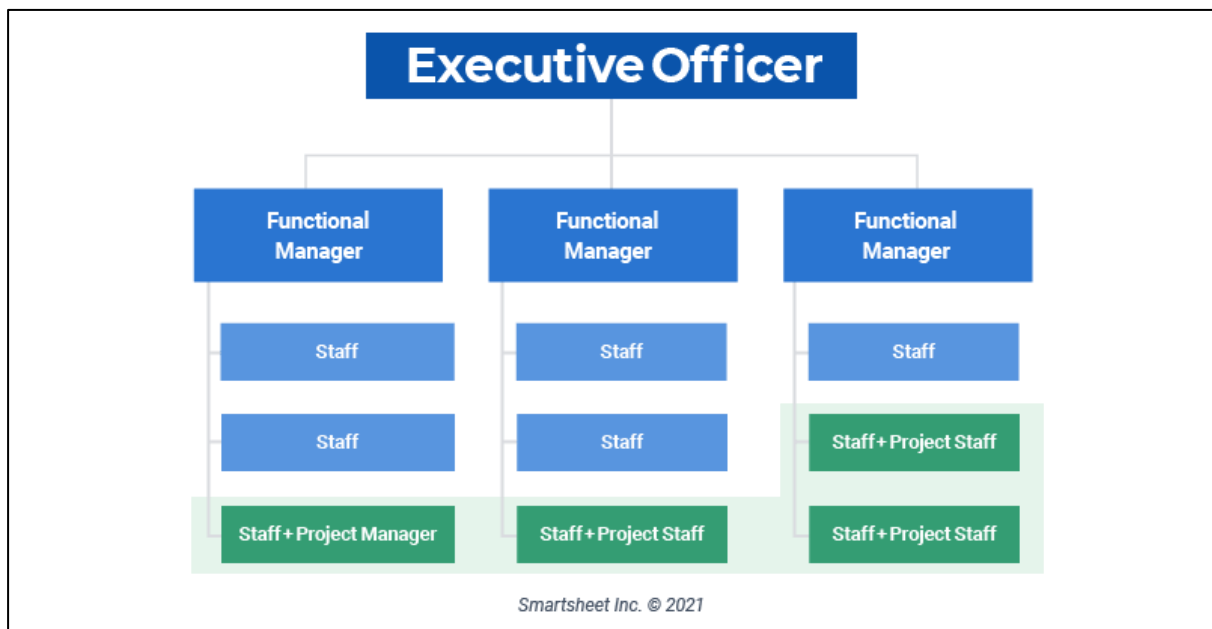 Executive Officer
Functional
Manager
Functional
Manager
Functional
Manager
Staff
Staff
Staff
Staff
Staff
Staff+Project Staff
Staff+Project Manager
Staff+Project Staff
Staff+Project Staff
Smartsheet Inc. © 2021